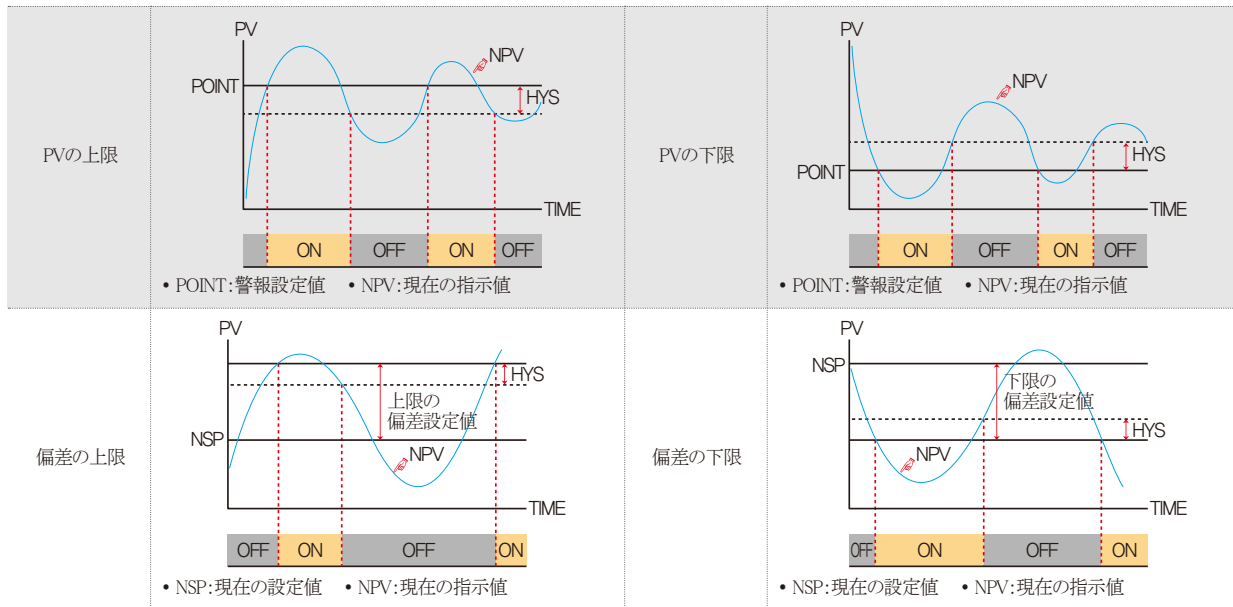 PVの上限
PV
NPV
POINT
HYS
TIME
ON
OFF
ON
OFF
• POINT:警報設定値 • NPV:現在の指示値
PVの下限
PV
NPV
POINT
HYS
TIME
ON
OFF
ON
OFF
• POINT:警報設定値 • NPV:現在の指示値
偏差の上限
PV
HYS
上限の
偏差設定値
NSP
NPV
TIME
OFF
ON
OFF
ON
• NSP:現在の設定値 • NPV:現在の指示値
偏差の下限
PV
NSP
下限の
偏差設定値
HYS
NPV
TIME
OFF
ON
OFF
ON
• NSP:現在の設定値 • NPV:現在の指示値